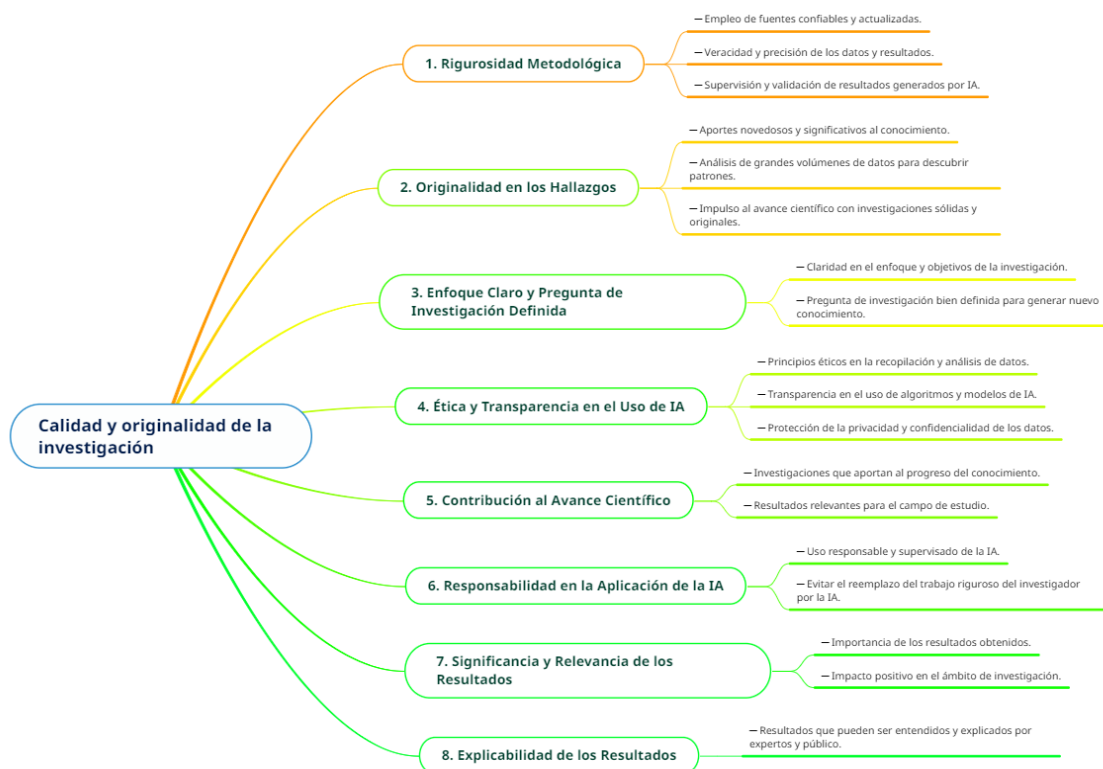 Calidad y originalidad de la
investigación
1. Rigurosidad Metodológica
— Empleo de fuentes confiables y actualizadas.
— Veracidad y precisión de los datos y resultados.
— Supervisión y validación de resultados generados por IA.
2. Originalidad en los Hallazgos
— Aportes novedosos y significativos al conocimiento.
— Análisis de grandes volúmenes de datos para descubrir
patrones.
— Impulso al avance científico con investigaciones sólidas y
originales.
3. Enfoque Claro y Pregunta de
Investigación Definida
— Claridad en el enfoque y objetivos de la investigación.
— Pregunta de investigación bien definida para generar nuevo
conocimiento.
4. Ética y Transparencia en el Uso de IA
— Principios éticos en la recopilación y análisis de datos.
— Transparencia en el uso de algoritmos y modelos de IA.
— Protección de la privacidad y confidencialidad de los datos.
5. Contribución al Avance Científico
— Investigaciones que aportan al progreso del conocimiento.
— Resultados relevantes para el campo de estudio.
6. Responsabilidad en la Aplicación de la IA
— Uso responsable y supervisado de la IA.
— Evitar el reemplazo del trabajo riguroso del investigador
por la IA.
7. Significancia y Relevancia de los
Resultados
— Importancia de los resultados obtenidos.
— Impacto positivo en el ámbito de investigación.
8. Explicabilidad de los Resultados
— Resultados que pueden ser entendidos y explicados por
expertos y público.